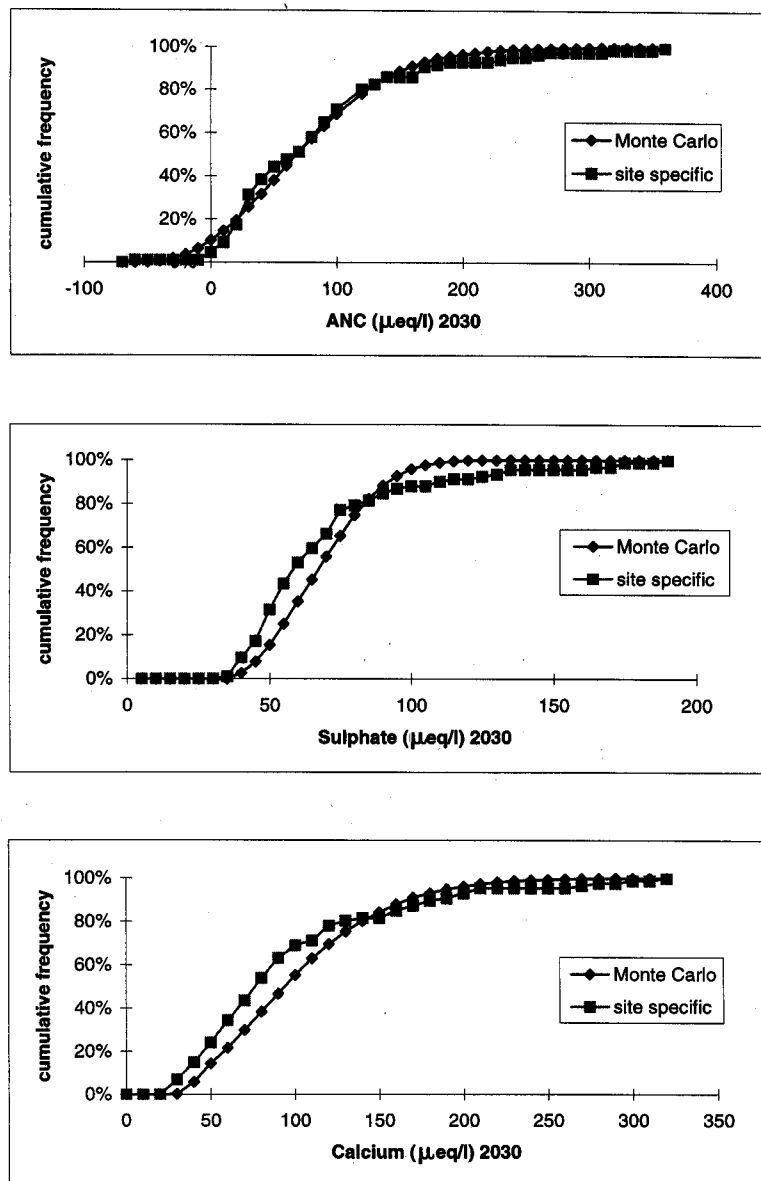 100%
80%
60%
40%
20%
cumulative frequency
Monte Carlo
site specific
-100 0 100 200 300 400
ANC (μeq/l) 2030
100%
80%
60%
40%
20%
0%
cumulative frequency
Monte Carlo
site specific
0 50 100 150 200
Sulphate (μeq/l) 2030
100%
80%
60%
40%
20%
0%
cumulative frequency
Monte Carlo
site specific
0 50 100 150 200 250 300 350
Calcium (μeq/l) 2030